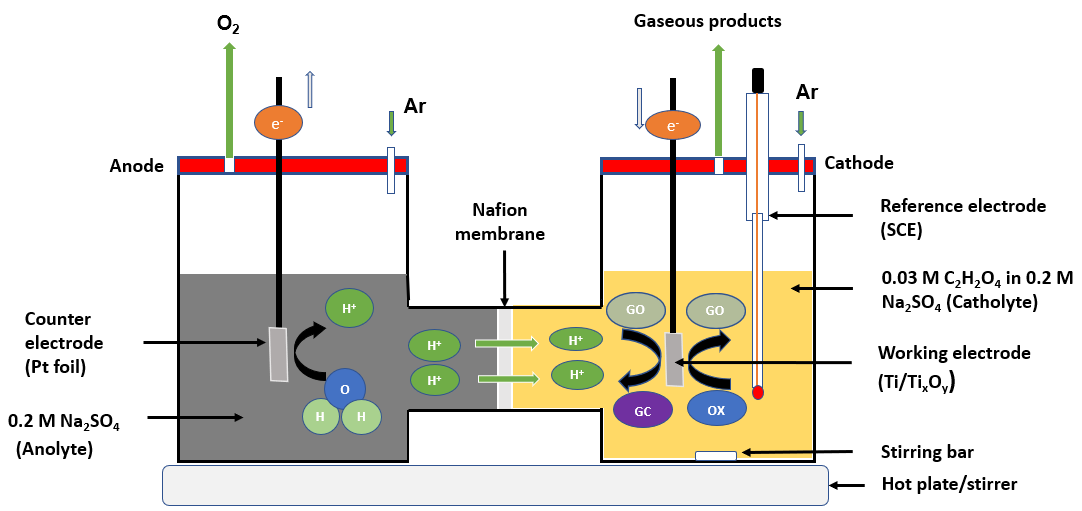 O₂
Gaseous products
e⁻
Ar
e⁻
Ar
Anode
Cathode
Nafion
membrane
Reference electrode
(SCE)
0.03 M C₂H₂O₄ in 0.2 M
Na₂SO₄ (Catholyte)
Counter
electrode
(Pt foil)
H⁺
H⁺
H⁺
H⁺
H⁺
GO
GO
Working electrode
(Ti/TiₓOᵧ)
O
H
H
GC
OX
0.2 M Na₂SO₄
(Anolyte)
Stirring bar
Hot plate/stirrer